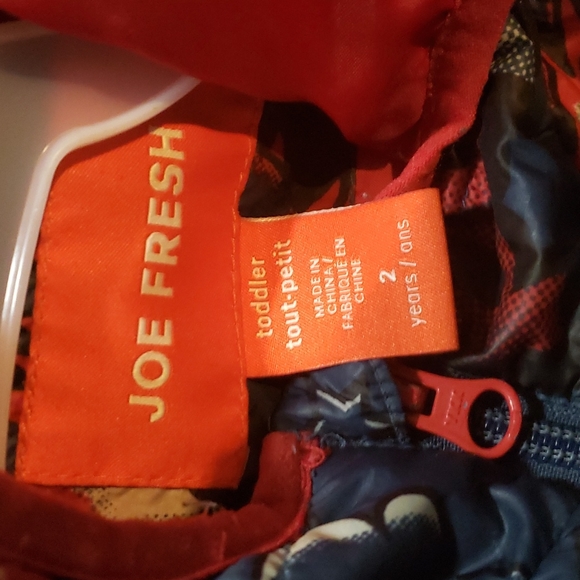 JOE FRESH
toddler
tout-petit
MADE IN
CHINA /
FABRIQUÉ EN
CHINE
2
years / ans